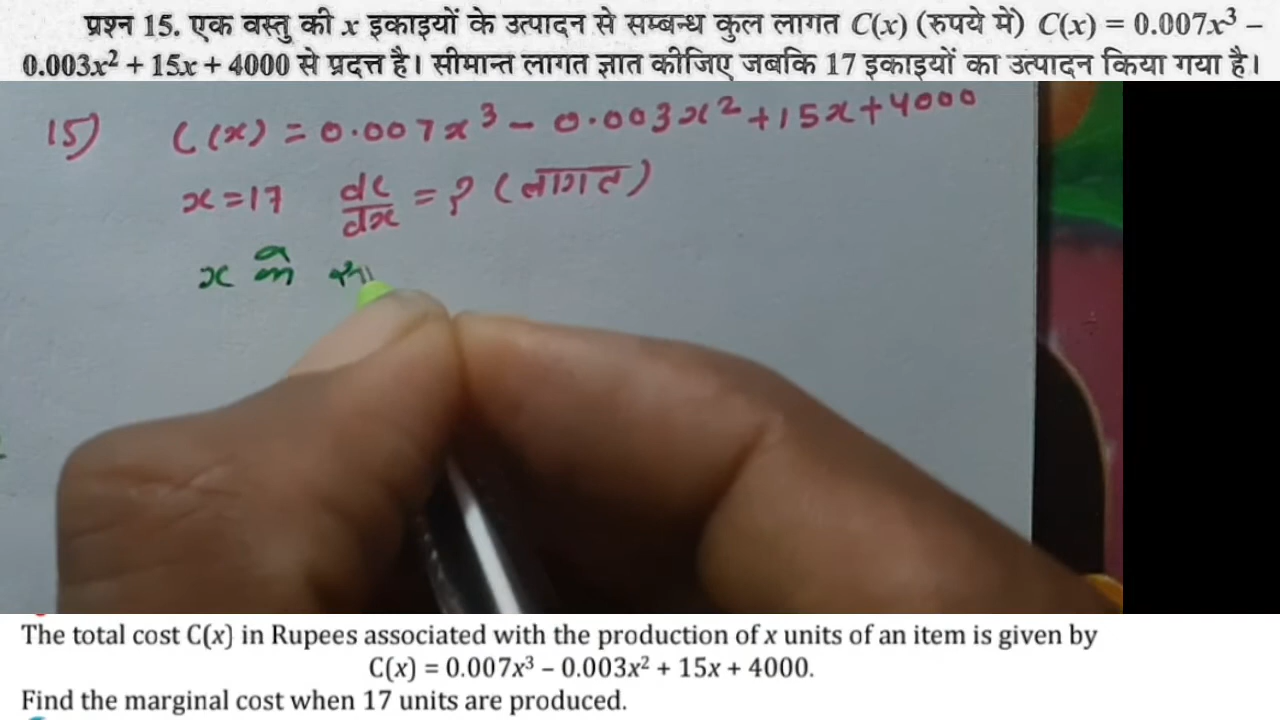 प्रश्न 15. एक वस्तु की x इकाइयों के उत्पादन से सम्बन्ध कुल लागत C(x) (रुपये में) C(x) = 0.007x³ –
0.003x² + 15x + 4000 से प्रदत्त है। सीमान्त लागत ज्ञात कीजिए जबकि 17 इकाइयों का उत्पादन किया गया है।
15) C(x) = 0.007x³ – 0.003x² + 15x + 4000
x = 17 dc/dx = ? (लागत)
x के सा
The total cost C(x) in Rupees associated with the production of x units of an item is given by
C(x) = 0.007x³ – 0.003x² + 15x + 4000.
Find the marginal cost when 17 units are produced.